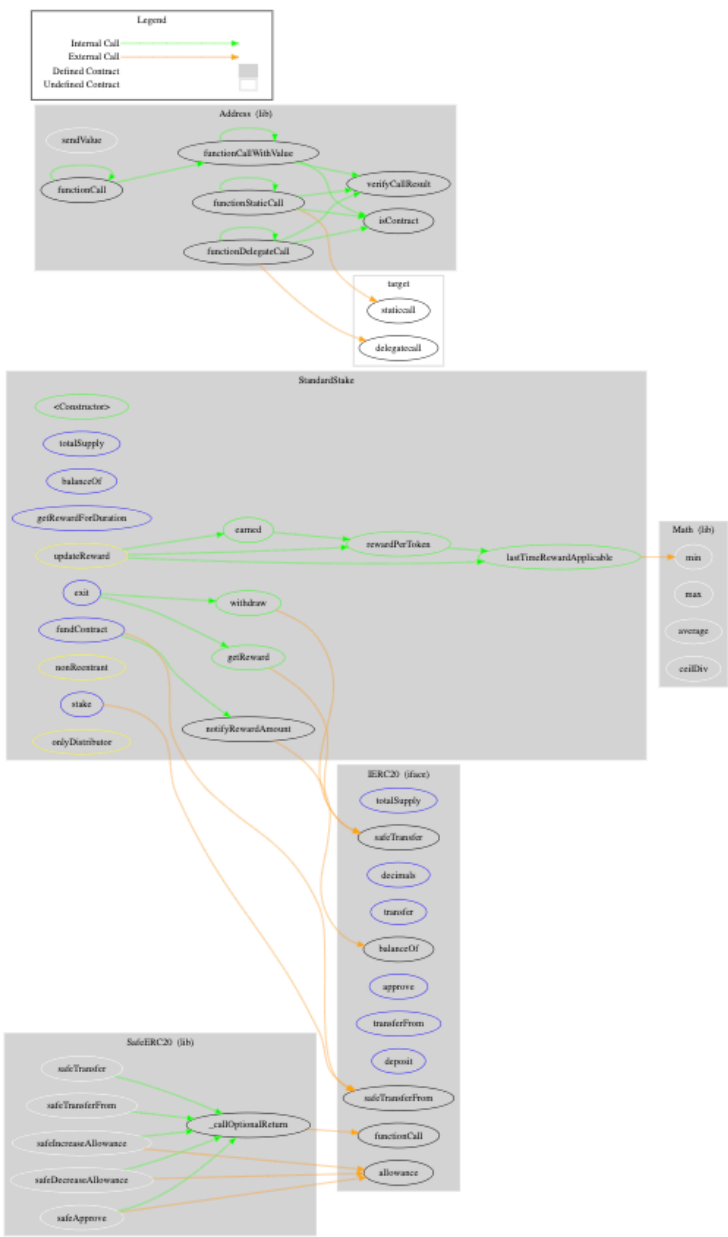 Legend
Internal Call
External Call
Defined Contract
Undefined Contract
Address (lib)
sendValue
functionCall
functionCallWithValue
functionStaticCall
functionDelegateCall
verifyCallResult
isContract
target
staticcall
delegatecall
StandardStake
<Constructor>
totalSupply
balanceOf
getRewardForDuration
updateReward
exit
fundContract
nonReentrant
stake
onlyDistributor
earned
withdraw
getReward
notifyRewardAmount
rewardPerToken
lastTimeRewardApplicable
Math (lib)
min
max
average
ceilDiv
IERC20 (iface)
totalSupply
safeTransfer
decimals
transfer
balanceOf
approve
transferFrom
deposit
safeTransferFrom
functionCall
allowance
SafeERC20 (lib)
safeTransfer
safeTransferFrom
safeIncreaseAllowance
safeDecreaseAllowance
safeApprove
_callOptionalReturn